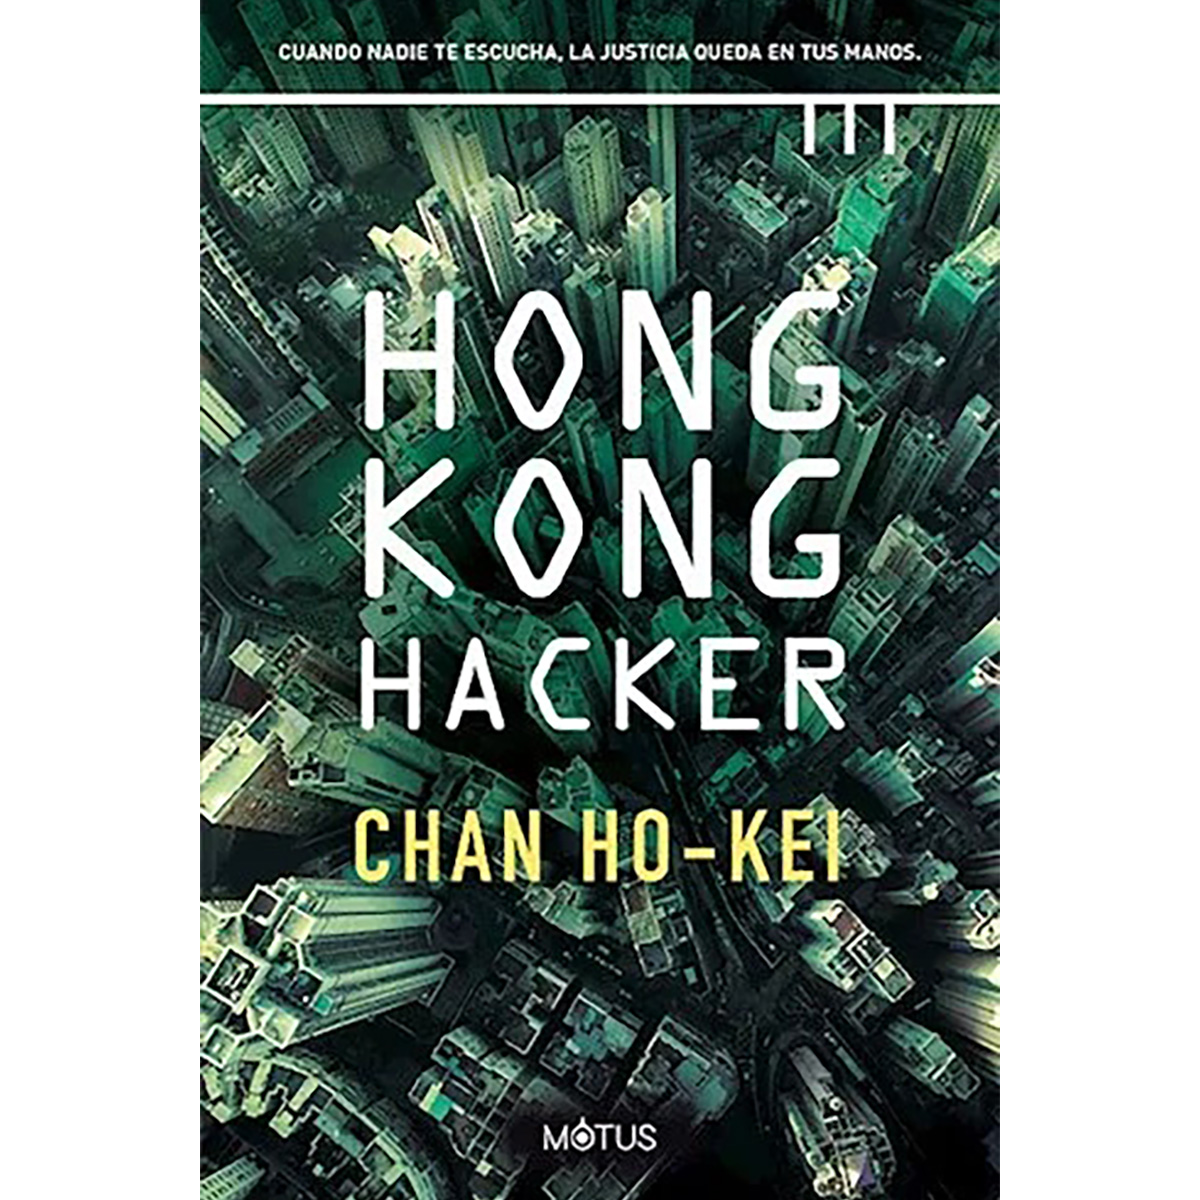 CUANDO NADIE TE ESCUCHA, LA JUSTICIA QUEDA EN TUS MANOS.
HONG
KONG
HACKER
CHAN HO-KEI
MOTUS